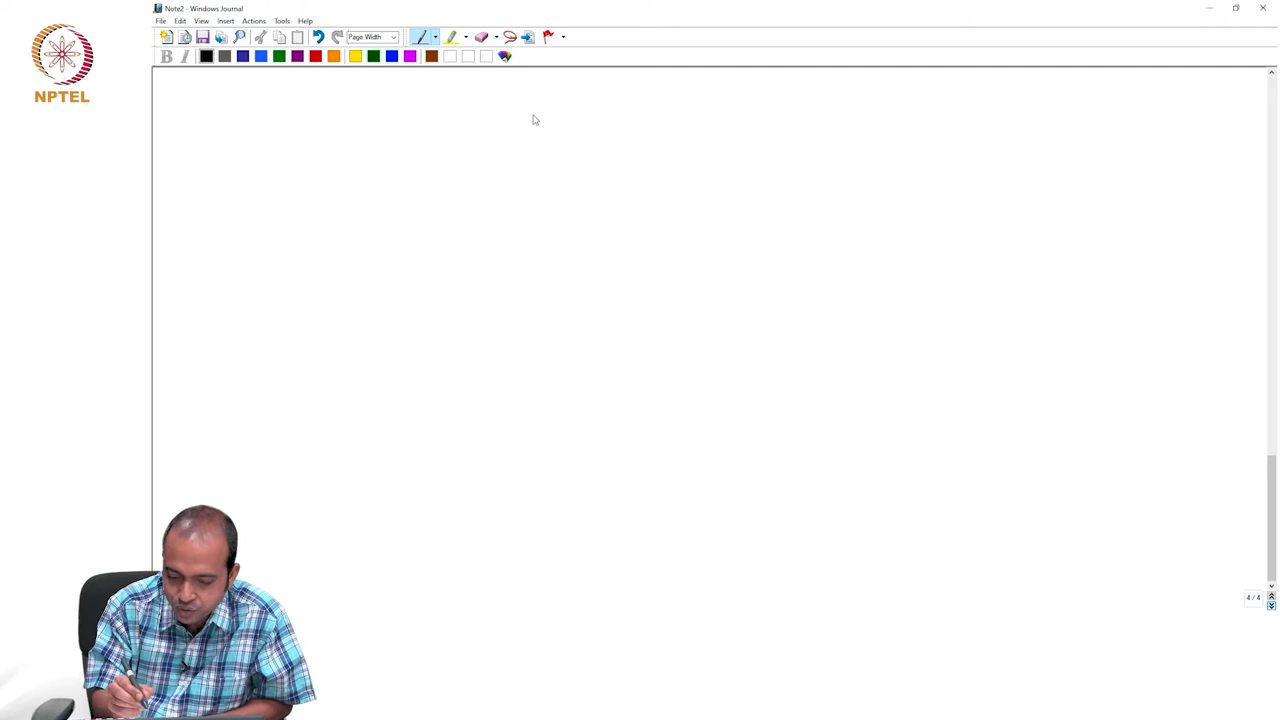 Note2 - Windows Journal
File Edit View Insert Actions Tools Help
Page Width
B I
NPTEL
4 / 4